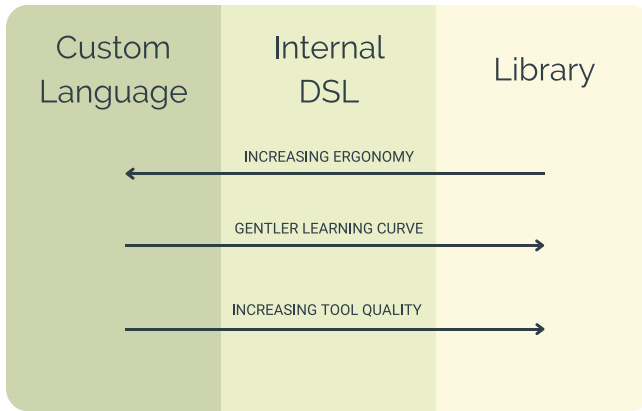 Custom
Language
Internal
DSL
Library
INCREASING ERGONOMY
GENTLER LEARNING CURVE
INCREASING TOOL QUALITY